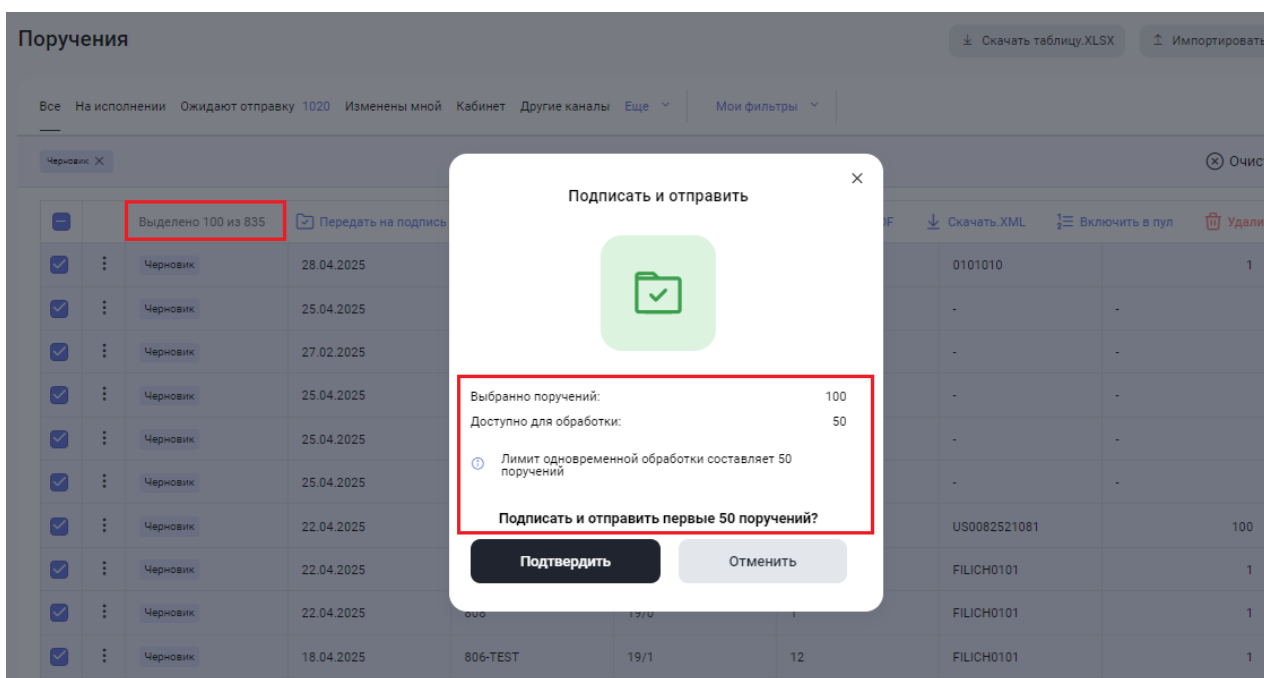 Поручения
Скачать таблицу.XLSX
Импортировать
Все На исполнении Ожидают отправку 1020 Изменены мной Кабинет Другие каналы Еще Мои фильтры
Черновик
Подписать и отправить
Выделено 100 из 835 Передать на подпись Скачать.XML Включить в пул
Черновик 28.04.2025 0101010 1
Черновик 25.04.2025 - -
Черновик 27.02.2025 - -
Черновик 25.04.2025 - -
Черновик 25.04.2025 - -
Черновик 25.04.2025 - -
Черновик 22.04.2025 US0082521081 100
Черновик 22.04.2025 FILICH0101 1
Черновик 22.04.2025 808 19/0 1 FILICH0101 1
Черновик 18.04.2025 806-TEST 19/1 12 FILICH0101 1
Выбранно поручений: 100
Доступно для обработки: 50
Лимит одновременной обработки составляет 50
поручений
Подписать и отправить первые 50 поручений?
Подтвердить Отменить